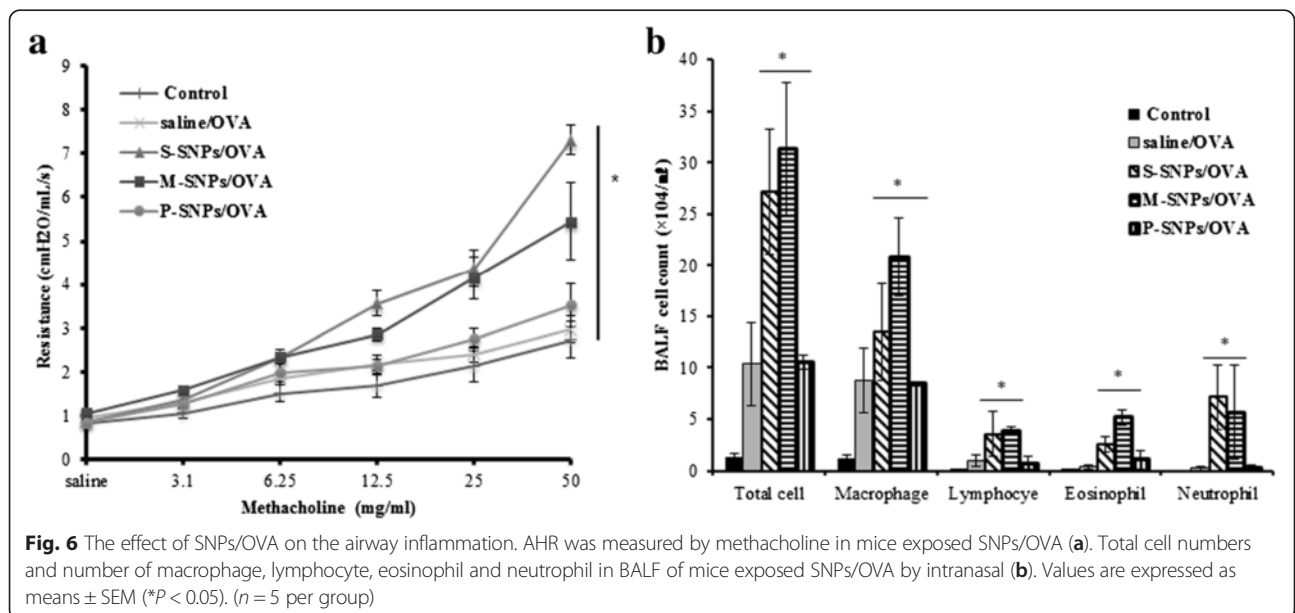 a
9
8
7
6
5
4
3
2
1
0
Resistance (cmH2O/mL/s)
Control
saline/OVA
S-SNPs/OVA
M-SNPs/OVA
P-SNPs/OVA
*
saline 3.1 6.25 12.5 25 50
Methacholine (mg/ml)
b
40
35
30
25
20
15
10
5
0
BALF cell count
Control
saline/OVA
S-SNPs/OVA
M-SNPs/OVA
P-SNPs/OVA
* * * * *
Total cell Macrophage Lymphocye Eosinophil Neutrophil
Fig. 6 The effect of SNPs/OVA on the airway inflammation. AHR was measured by methacholine in mice exposed SNPs/OVA (a). Total cell numbers
and number of macrophage, lymphocyte, eosinophil and neutrophil in BALF of mice exposed SNPs/OVA by intranasal (b). Values are expressed as
means ± SEM (*P < 0.05). (n = 5 per group)